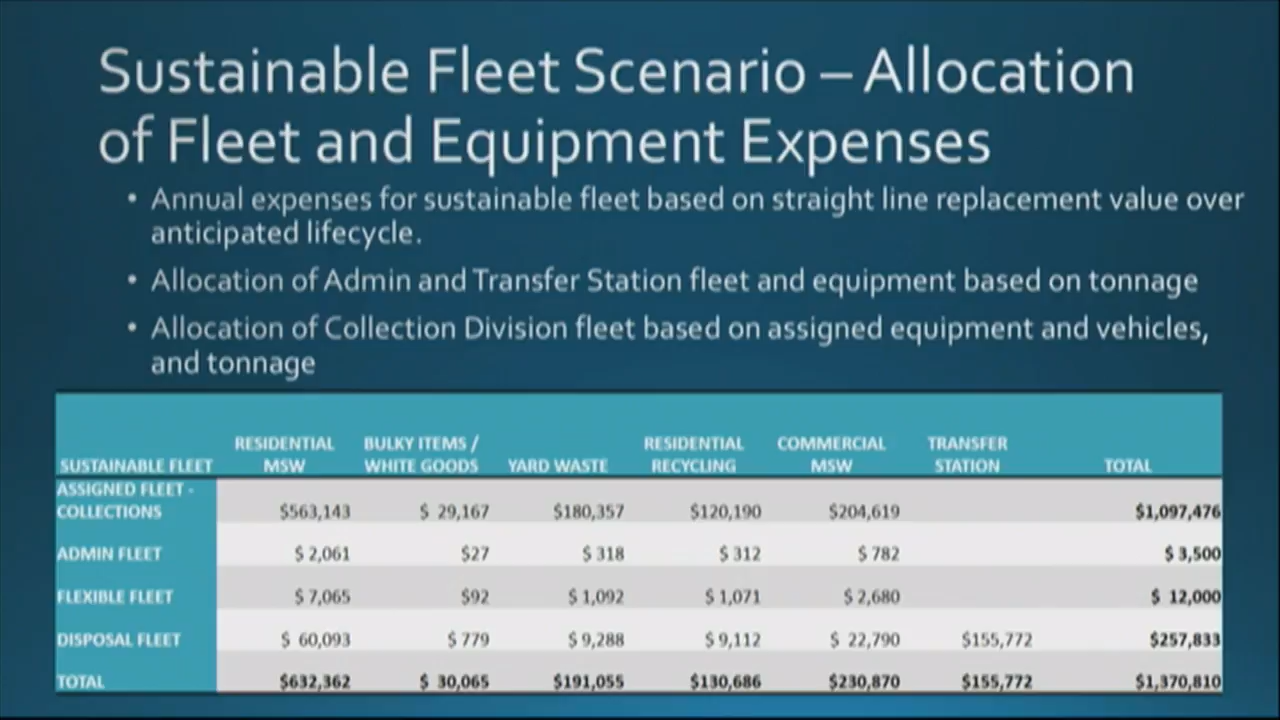 Sustainable Fleet Scenario – Allocation
of Fleet and Equipment Expenses
• Annual expenses for sustainable fleet based on straight line replacement value over
anticipated lifecycle.
• Allocation of Admin and Transfer Station fleet and equipment based on tonnage
• Allocation of Collection Division fleet based on assigned equipment and vehicles,
and tonnage
SUSTAINABLE FLEET RESIDENTIAL MSW BULKY ITEMS / WHITE GOODS YARD WASTE RESIDENTIAL RECYCLING COMMERCIAL MSW TRANSFER STATION TOTAL
ASSIGNED FLEET - COLLECTIONS $563,143 $ 29,167 $180,357 $120,190 $204,619 $1,097,476
ADMIN FLEET $ 2,061 $27 $ 318 $ 312 $ 782 $ 3,500
FLEXIBLE FLEET $ 7,065 $92 $ 1,092 $ 1,071 $ 2,680 $ 12,000
DISPOSAL FLEET $ 60,093 $ 779 $ 9,288 $ 9,112 $ 22,790 $155,772 $257,833
TOTAL $632,362 $ 30,065 $191,055 $130,686 $230,870 $155,772 $1,370,810